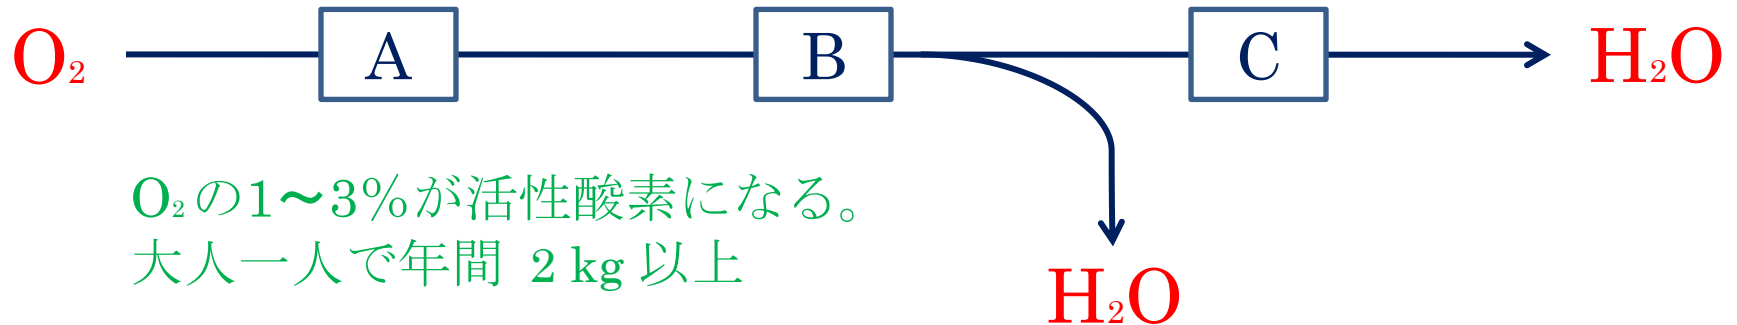 O₂ A B C H₂O
O₂の1～3％が活性酸素になる。
大人一人で年間 2 kg 以上
H₂O